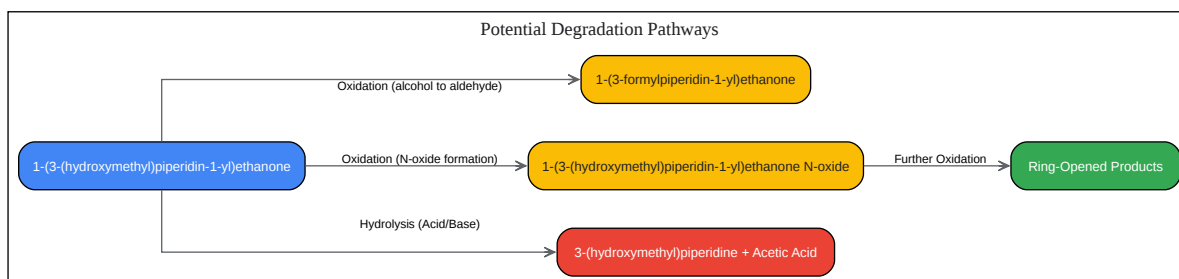 Potential Degradation Pathways
1-(3-formylpiperidin-1-yl)ethanone
Oxidation (alcohol to aldehyde)
1-(3-(hydroxymethyl)piperidin-1-yl)ethanone
Oxidation (N-oxide formation)
1-(3-(hydroxymethyl)piperidin-1-yl)ethanone N-oxide
Further Oxidation
Ring-Opened Products
Hydrolysis (Acid/Base)
3-(hydroxymethyl)piperidine + Acetic Acid